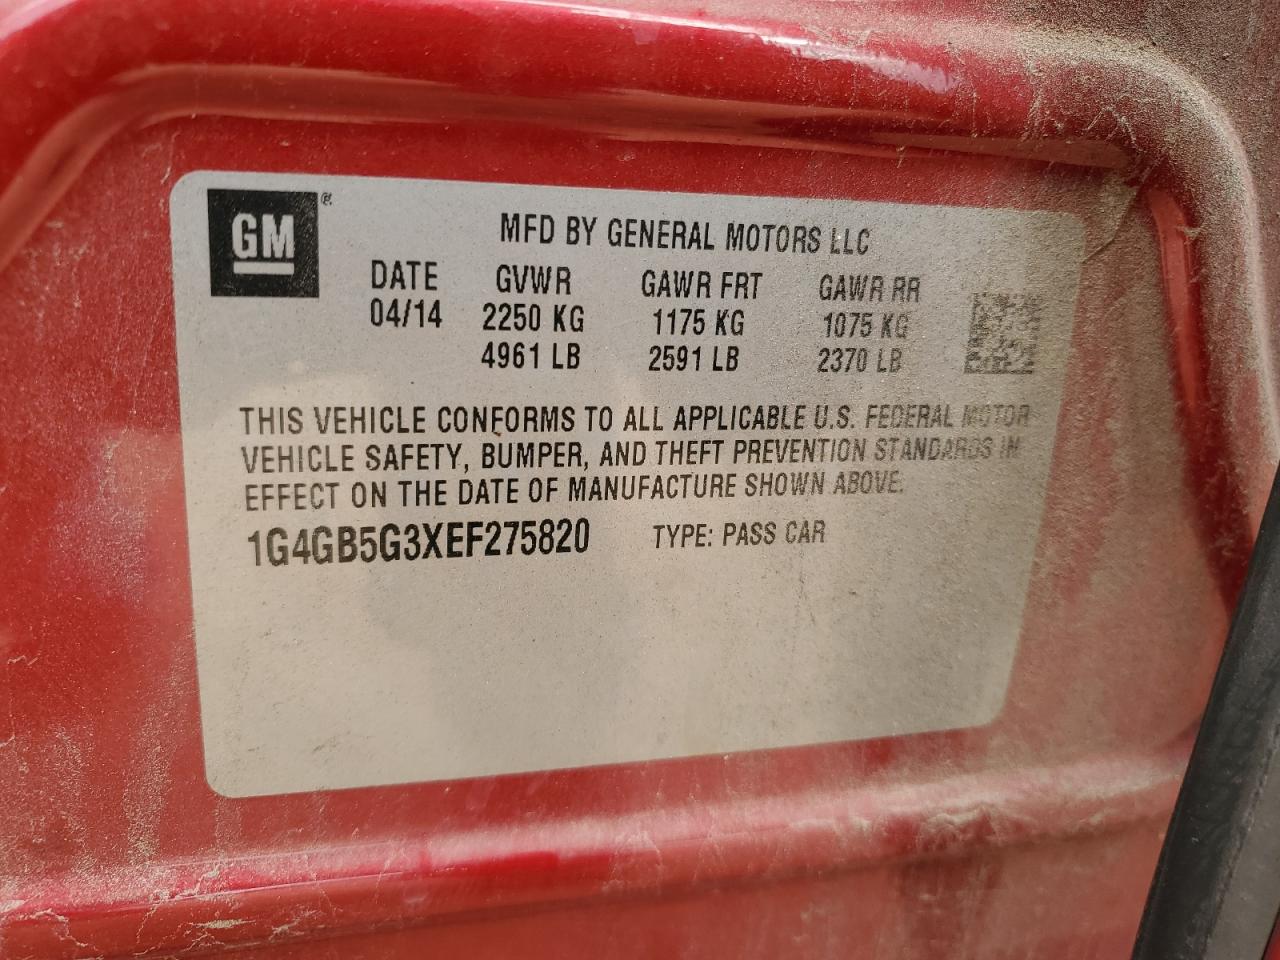 GM®
MFD BY GENERAL MOTORS LLC
DATE GVWR GAWR FRT GAWR RR
04/14 2250 KG 1175 KG 1075 KG
4961 LB 2591 LB 2370 LB
THIS VEHICLE CONFORMS TO ALL APPLICABLE U.S. FEDERAL MOTOR
VEHICLE SAFETY, BUMPER, AND THEFT PREVENTION STANDARDS IN
EFFECT ON THE DATE OF MANUFACTURE SHOWN ABOVE.
1G4GB5G3XEF275820 TYPE: PASS CAR